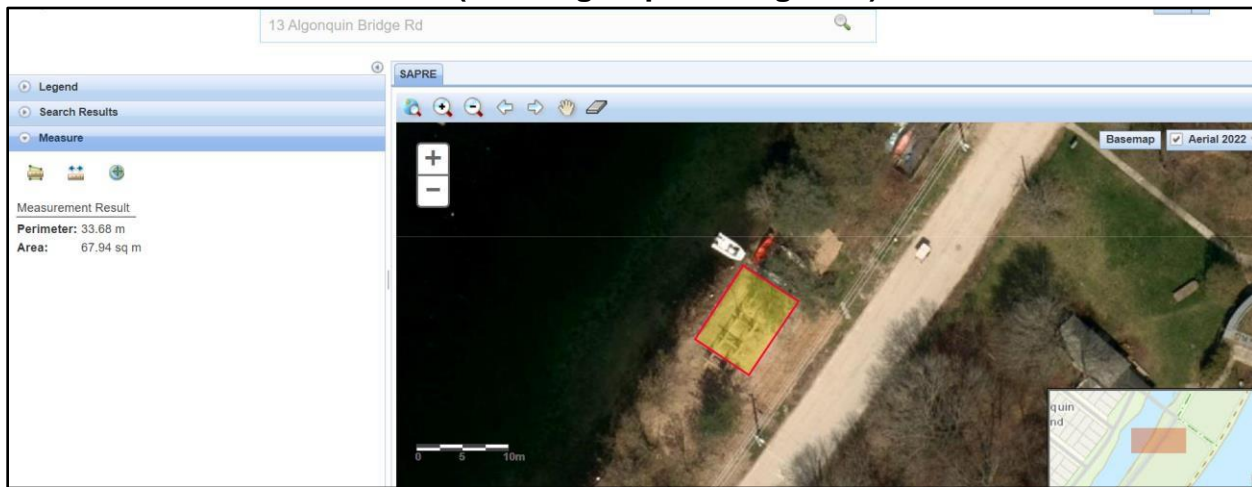 13 Algonquin Bridge Rd
Legend
Search Results
Measure
Measurement Result
Perimeter: 33.68 m
Area: 67.94 sq m
SAPRE
+
−
Basemap
Aerial 2022
0 5 10m
quin
nd